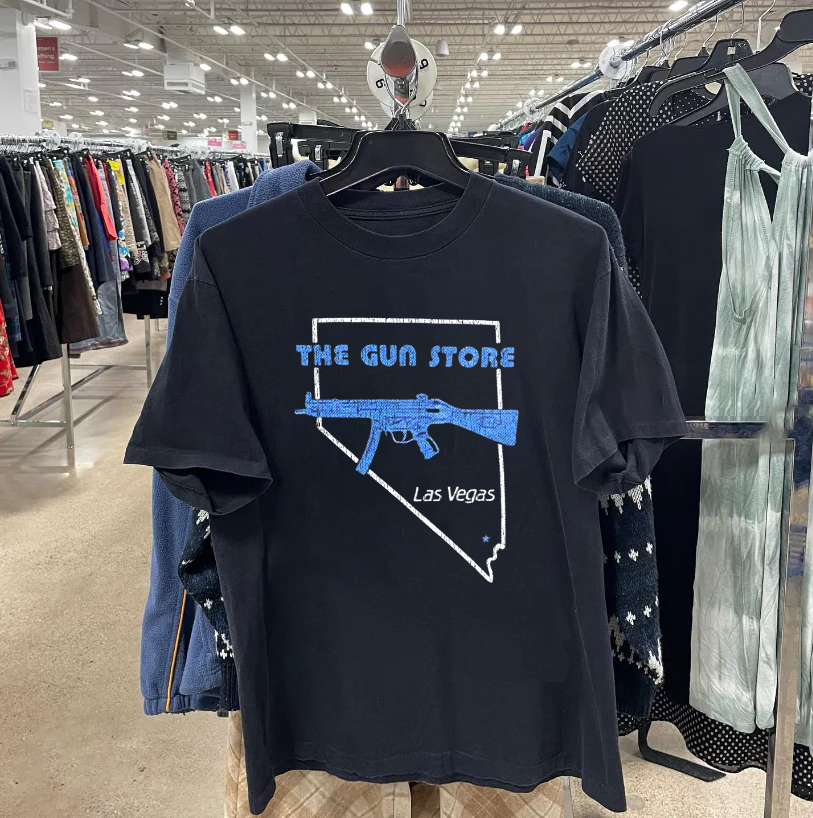 THE GUN STORE
Las Vegas